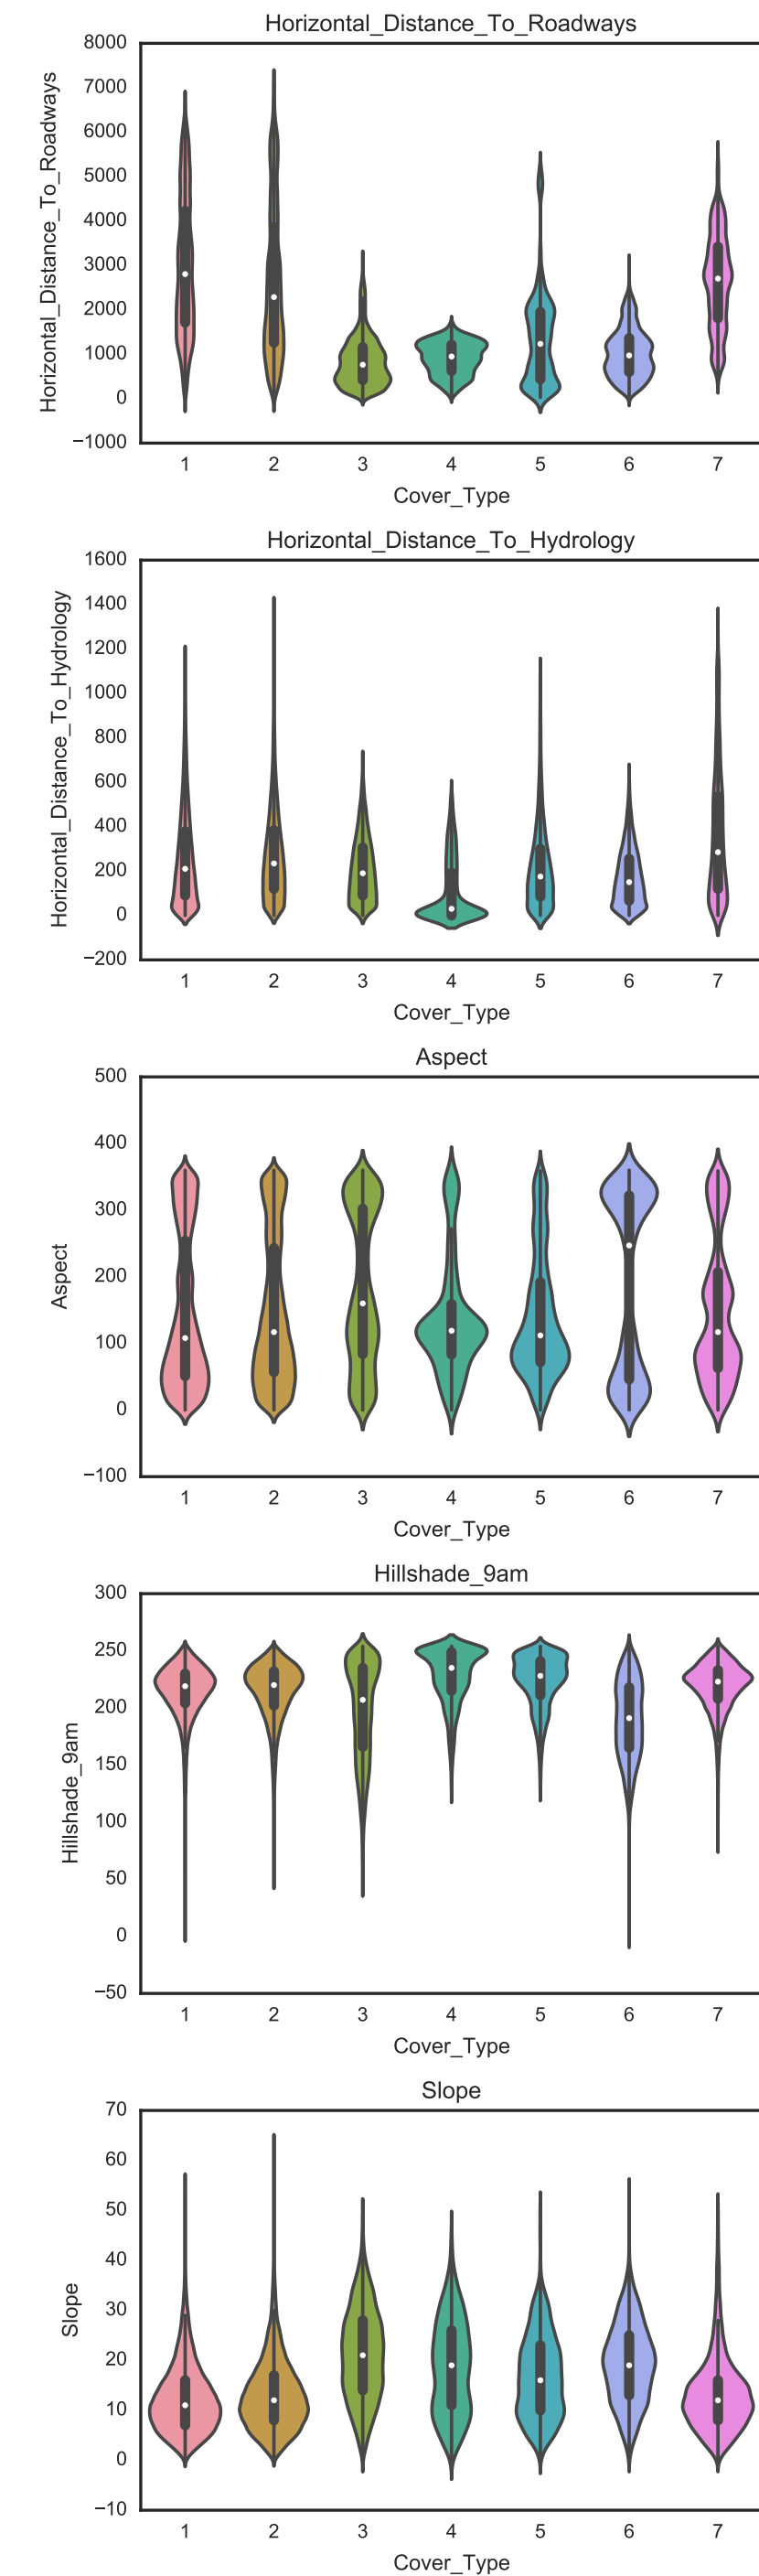 Horizontal_Distance_To_Roadways
8000
7000
6000
5000
4000
3000
2000
1000
0
−1000
Horizontal_Distance_To_Roadways
1 2 3 4 5 6 7
Cover_Type
Horizontal_Distance_To_Hydrology
1600
1400
1200
1000
800
600
400
200
0
−200
Horizontal_Distance_To_Hydrology
1 2 3 4 5 6 7
Cover_Type
Aspect
500
400
300
200
100
0
−100
Aspect
1 2 3 4 5 6 7
Cover_Type
Hillshade_9am
300
250
200
150
100
50
0
−50
Hillshade_9am
1 2 3 4 5 6 7
Cover_Type
Slope
70
60
50
40
30
20
10
0
−10
Slope
1 2 3 4 5 6 7
Cover_Type